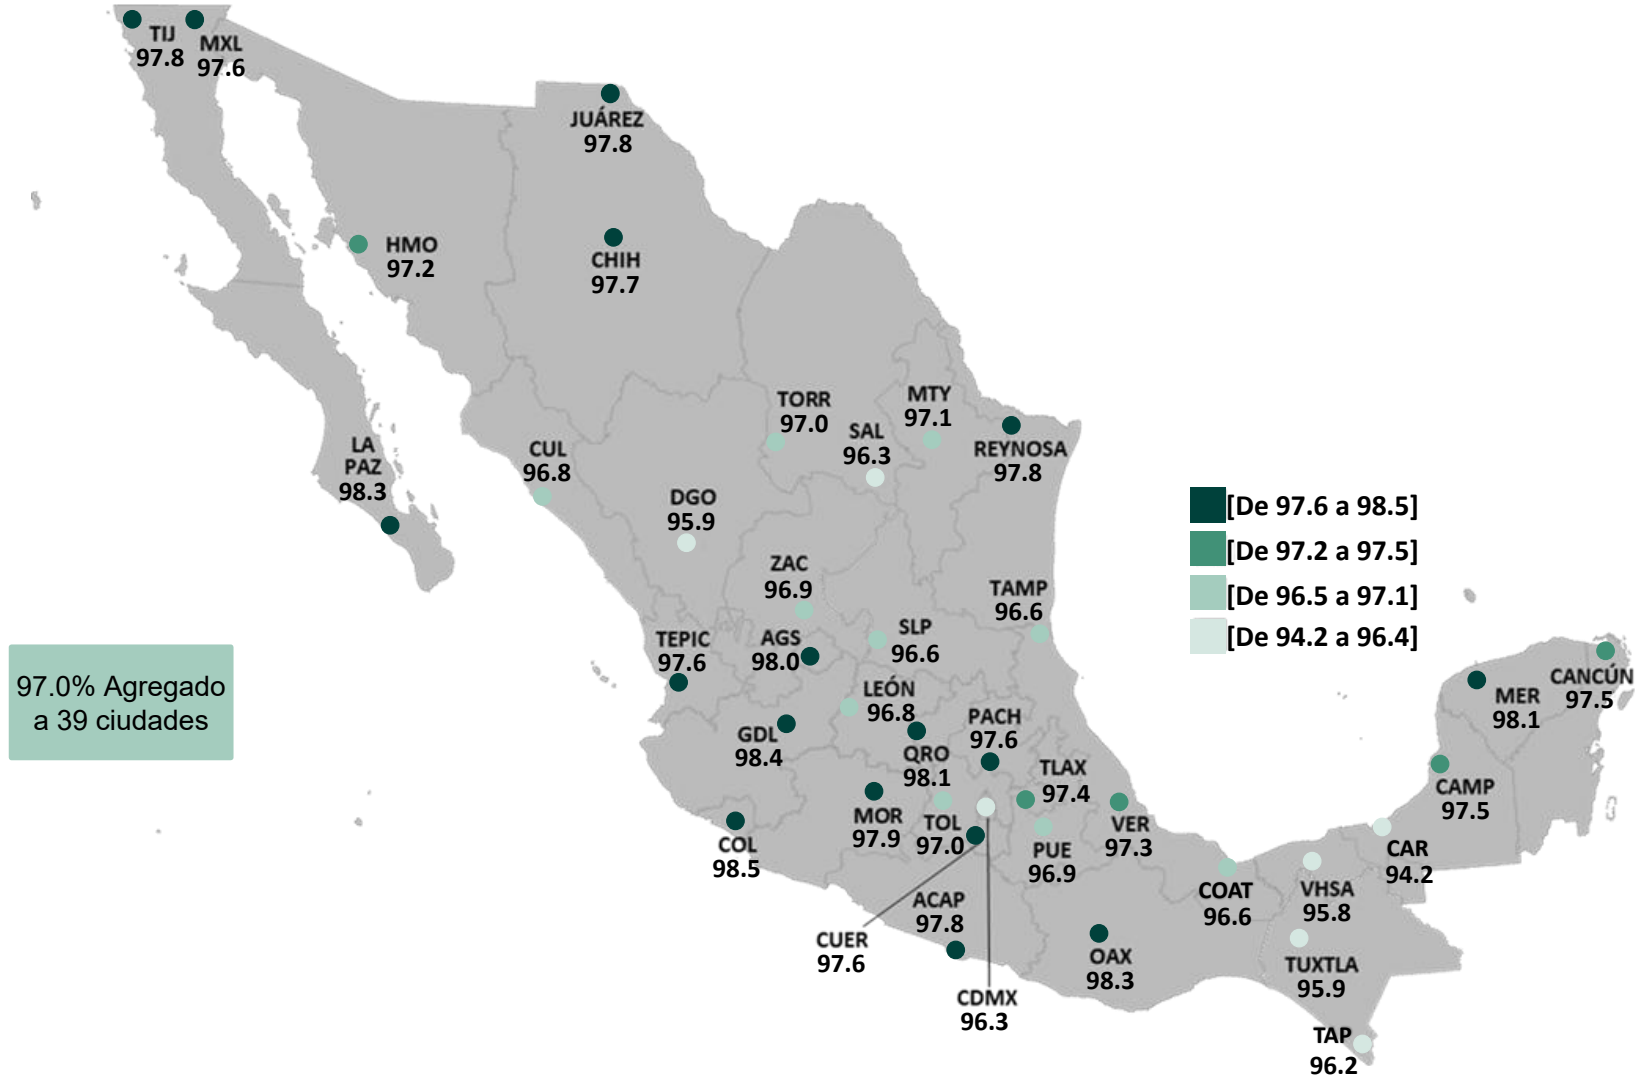 TIJ
97.8
MXL
97.6
JUÁREZ
97.8
HMO
97.2
CHIH
97.7
LA
PAZ
98.3
CUL
96.8
TORR
97.0
SAL
96.3
MTY
97.1
REYNOSA
97.8
DGO
95.9
ZAC
96.9
TAMP
96.6
TEPIC
97.6
AGS
98.0
SLP
96.6
LEÓN
96.8
GDL
98.4
QRO
98.1
PACH
97.6
TLAX
97.4
COL
98.5
MOR
97.9
TOL
97.0
PUE
96.9
VER
97.3
ACAP
97.8
CUER
97.6
CDMX
96.3
OAX
98.3
COAT
96.6
VHSA
95.8
TUXTLA
95.9
TAP
96.2
CAR
94.2
CAMP
97.5
MER
98.1
CANCÚN
97.5
[De 97.6 a 98.5]
[De 97.2 a 97.5]
[De 96.5 a 97.1]
[De 94.2 a 96.4]
97.0% Agregado
a 39 ciudades